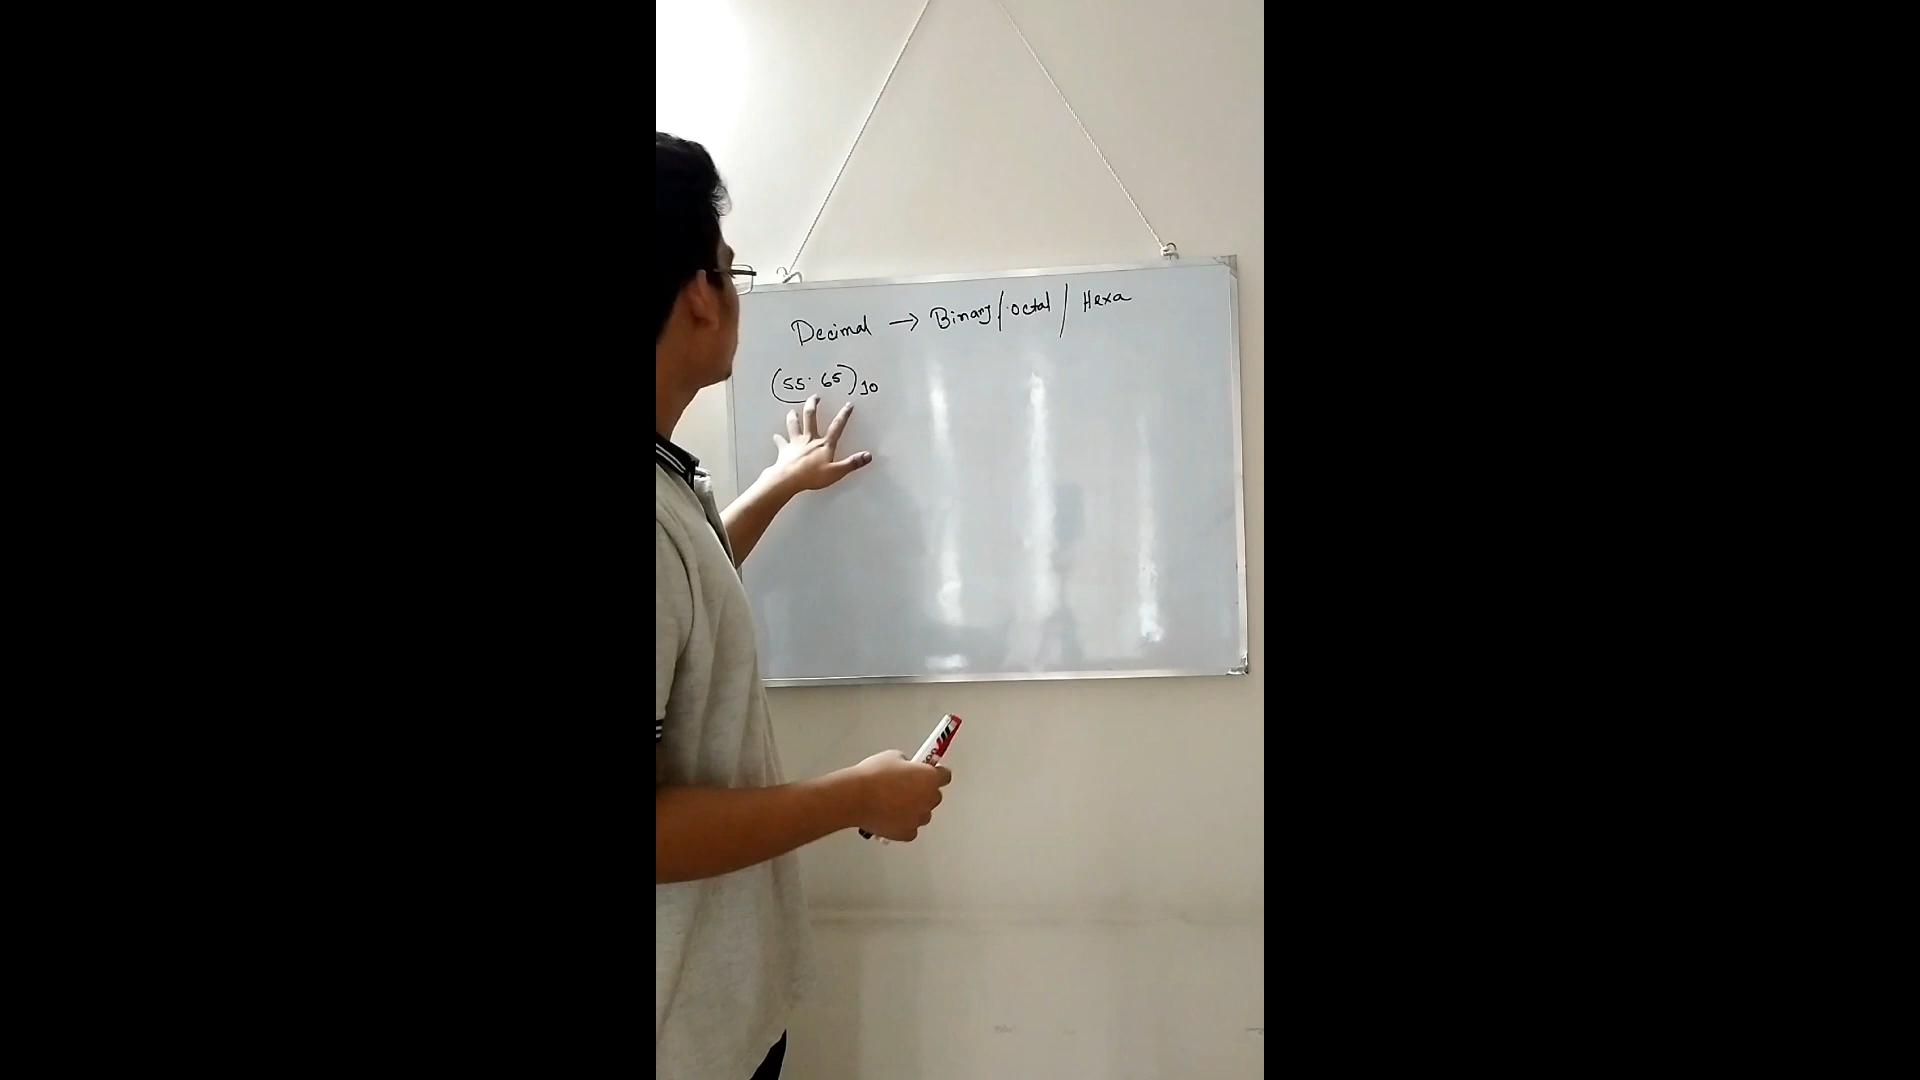 Decimal → Binary / Octal / Hexa
(55.65)10